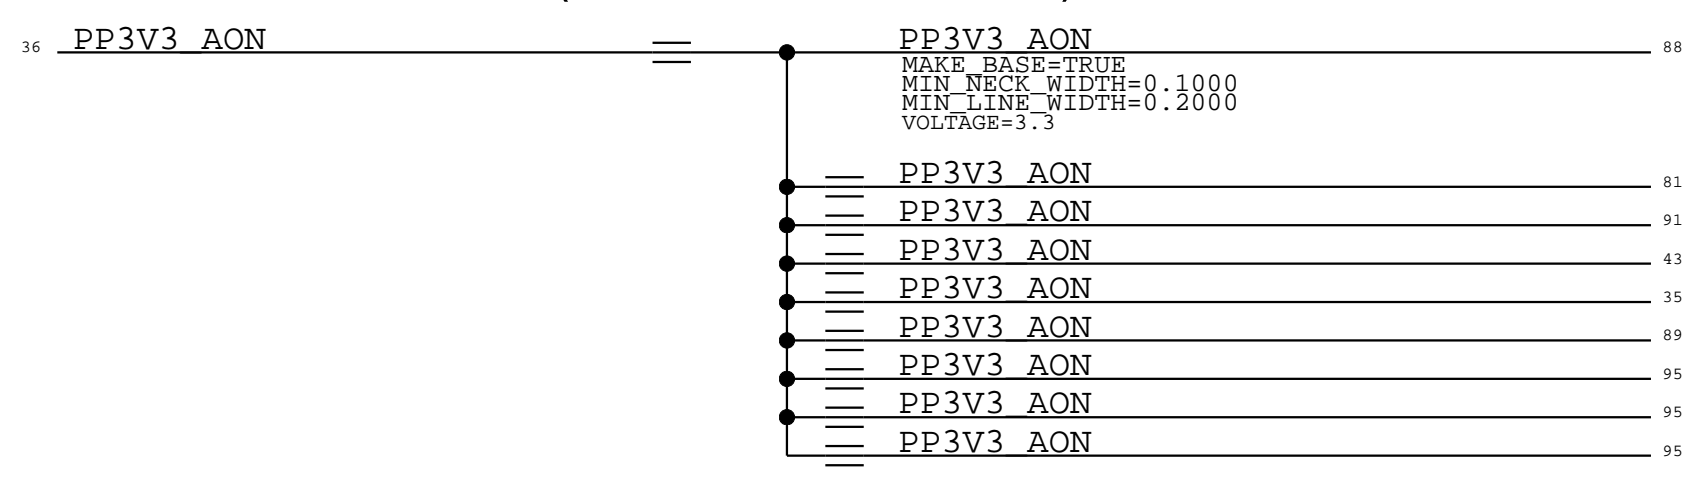 36 PP3V3_AON PP3V3_AON 88
MAKE_BASE=TRUE
MIN_NECK_WIDTH=0.1000
MIN_LINE_WIDTH=0.2000
VOLTAGE=3.3
PP3V3_AON 81
PP3V3_AON 91
PP3V3_AON 43
PP3V3_AON 35
PP3V3_AON 89
PP3V3_AON 95
PP3V3_AON 95
PP3V3_AON 95